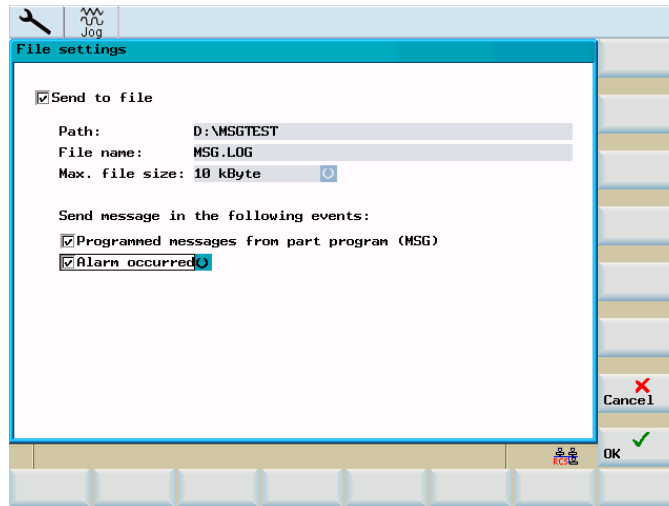 Jog
File settings
Send to file
Path: D:\MSGTEST
File name: MSG.LOG
Max. file size: 10 kByte
Send message in the following events:
Programmed messages from part program (MSG)
Alarm occurred
Cancel
RCS
OK